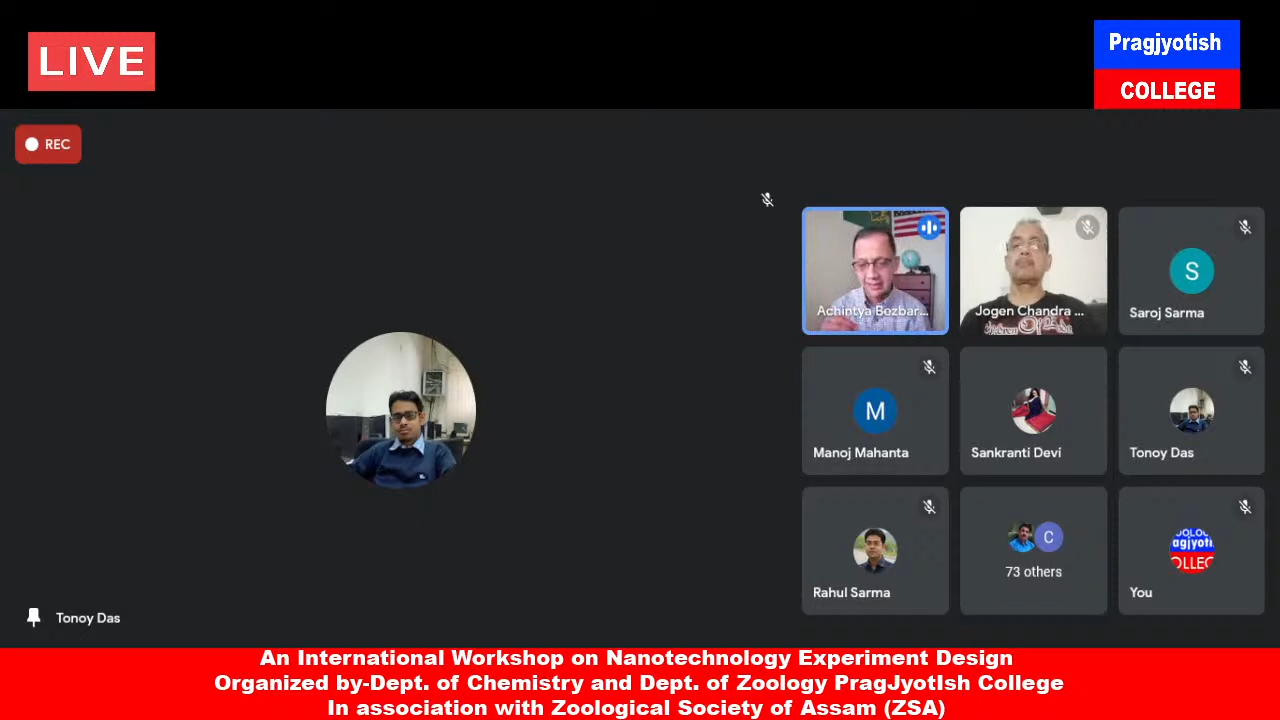 LIVE
Pragjyotish
COLLEGE
REC
Achintya Bezbar...
Jogen Chandra ...
S
Saroj Sarma
M
Manoj Mahanta
Sankranti Devi
Tonoy Das
Rahul Sarma
C
73 others
You
Tonoy Das
An International Workshop on Nanotechnology Experiment Design
Organized by-Dept. of Chemistry and Dept. of Zoology PragJyotIsh College
In association with Zoological Society of Assam (ZSA)